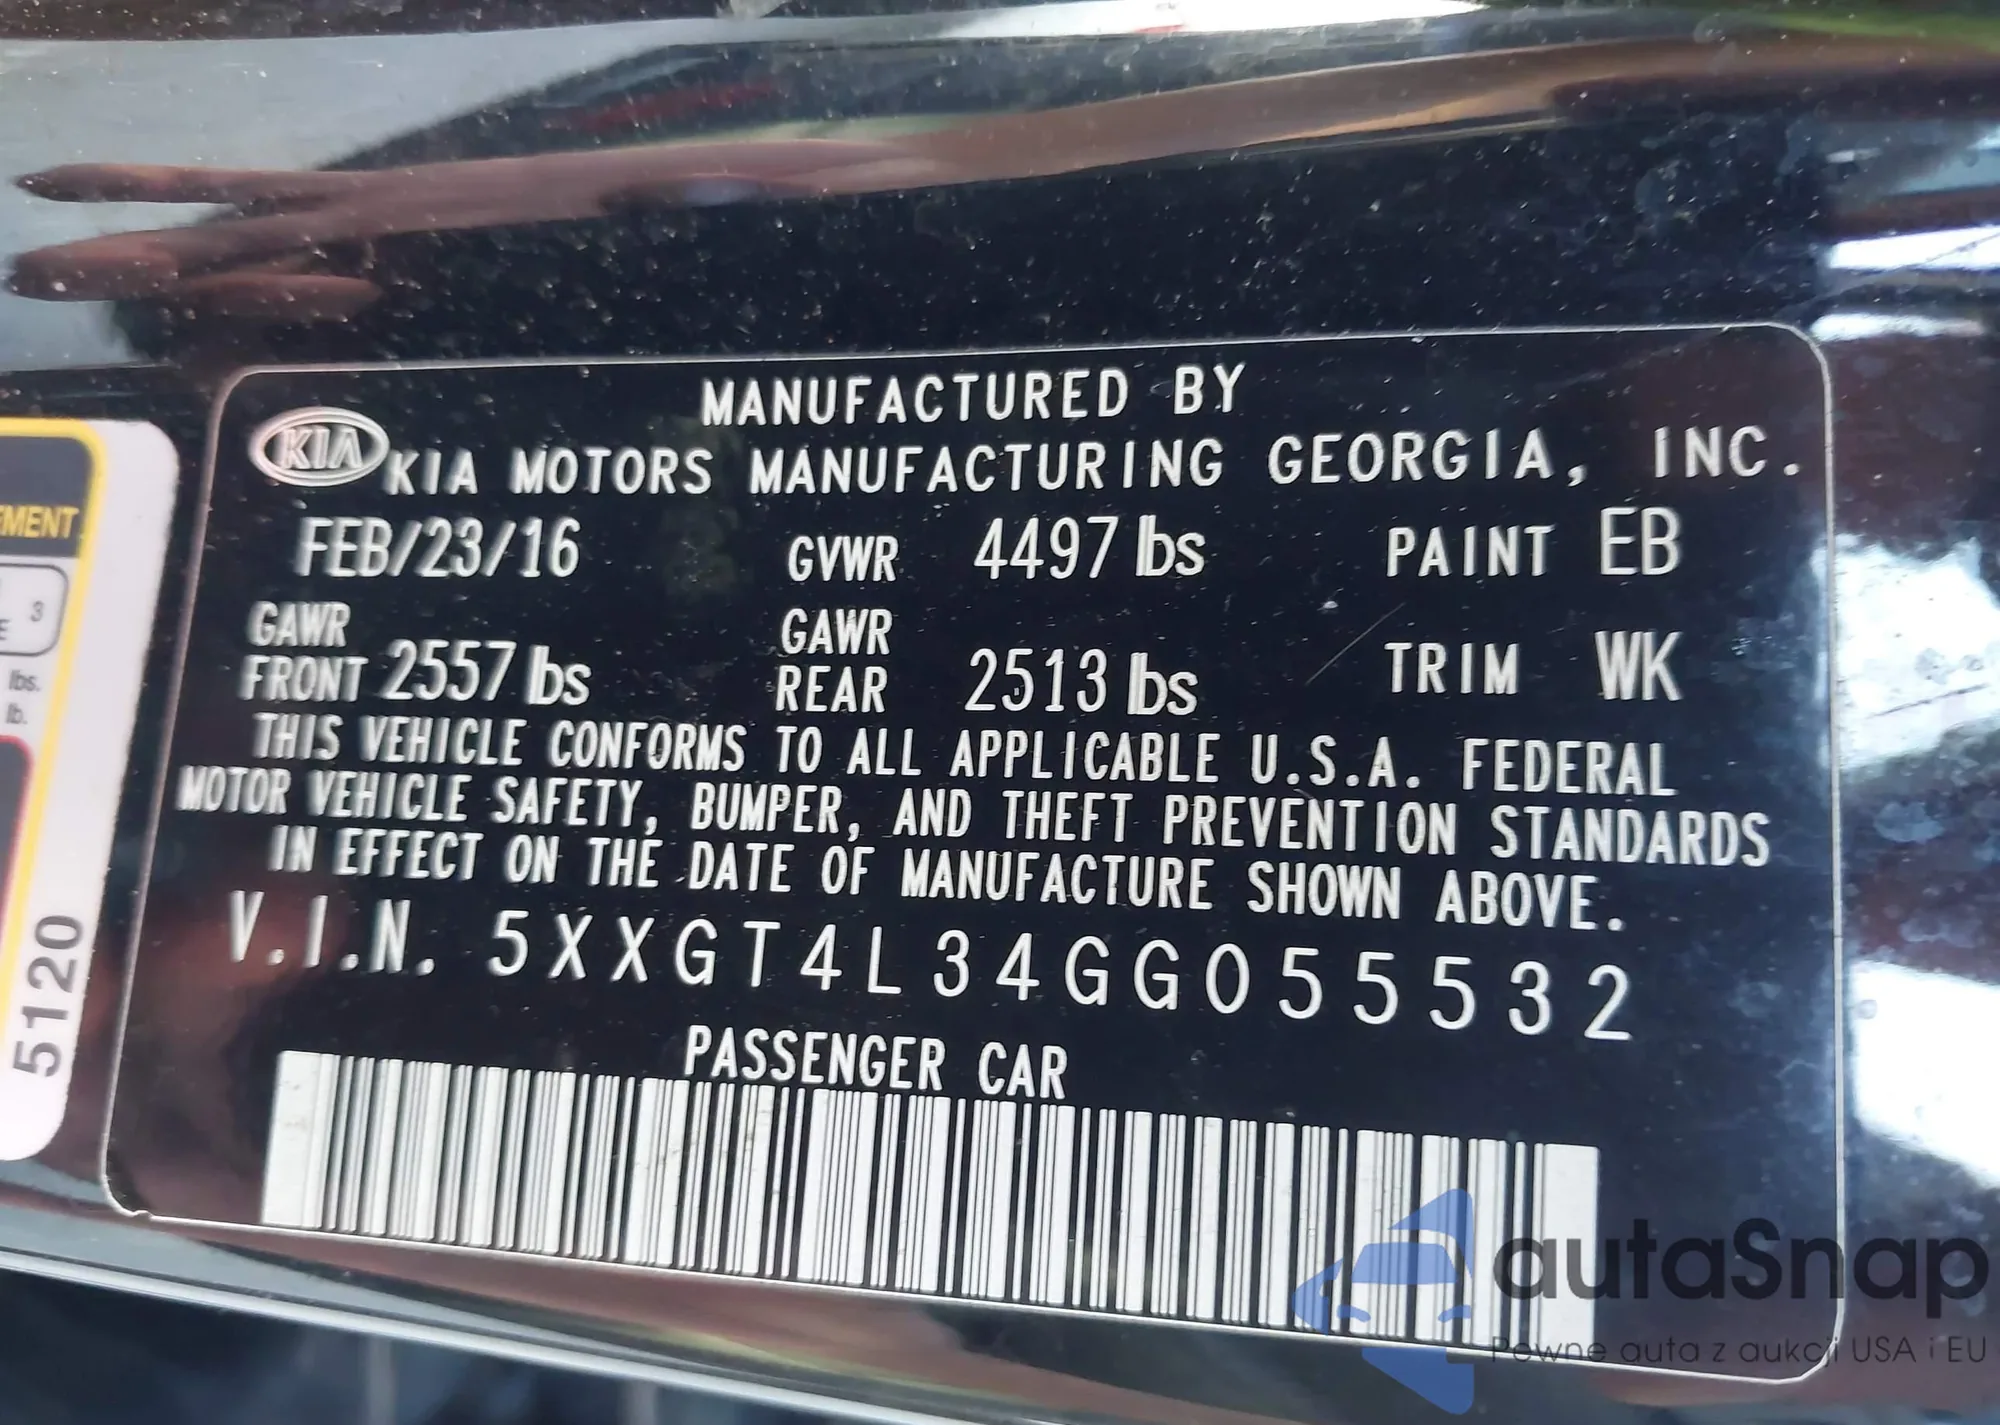 MANUFACTURED BY
KIA KIA MOTORS MANUFACTURING GEORGIA, INC.
FEB/23/16 GVWR 4497 lbs PAINT EB
GAWR FRONT 2557 lbs GAWR REAR 2513 lbs TRIM WK
THIS VEHICLE CONFORMS TO ALL APPLICABLE U.S.A. FEDERAL
MOTOR VEHICLE SAFETY, BUMPER, AND THEFT PREVENTION STANDARDS
IN EFFECT ON THE DATE OF MANUFACTURE SHOWN ABOVE.
V.I.N. 5XXGT4L34GG055532
PASSENGER CAR
3
lbs.
lb.
5120
autaSnap
Pewne auta z aukcji USA i EU